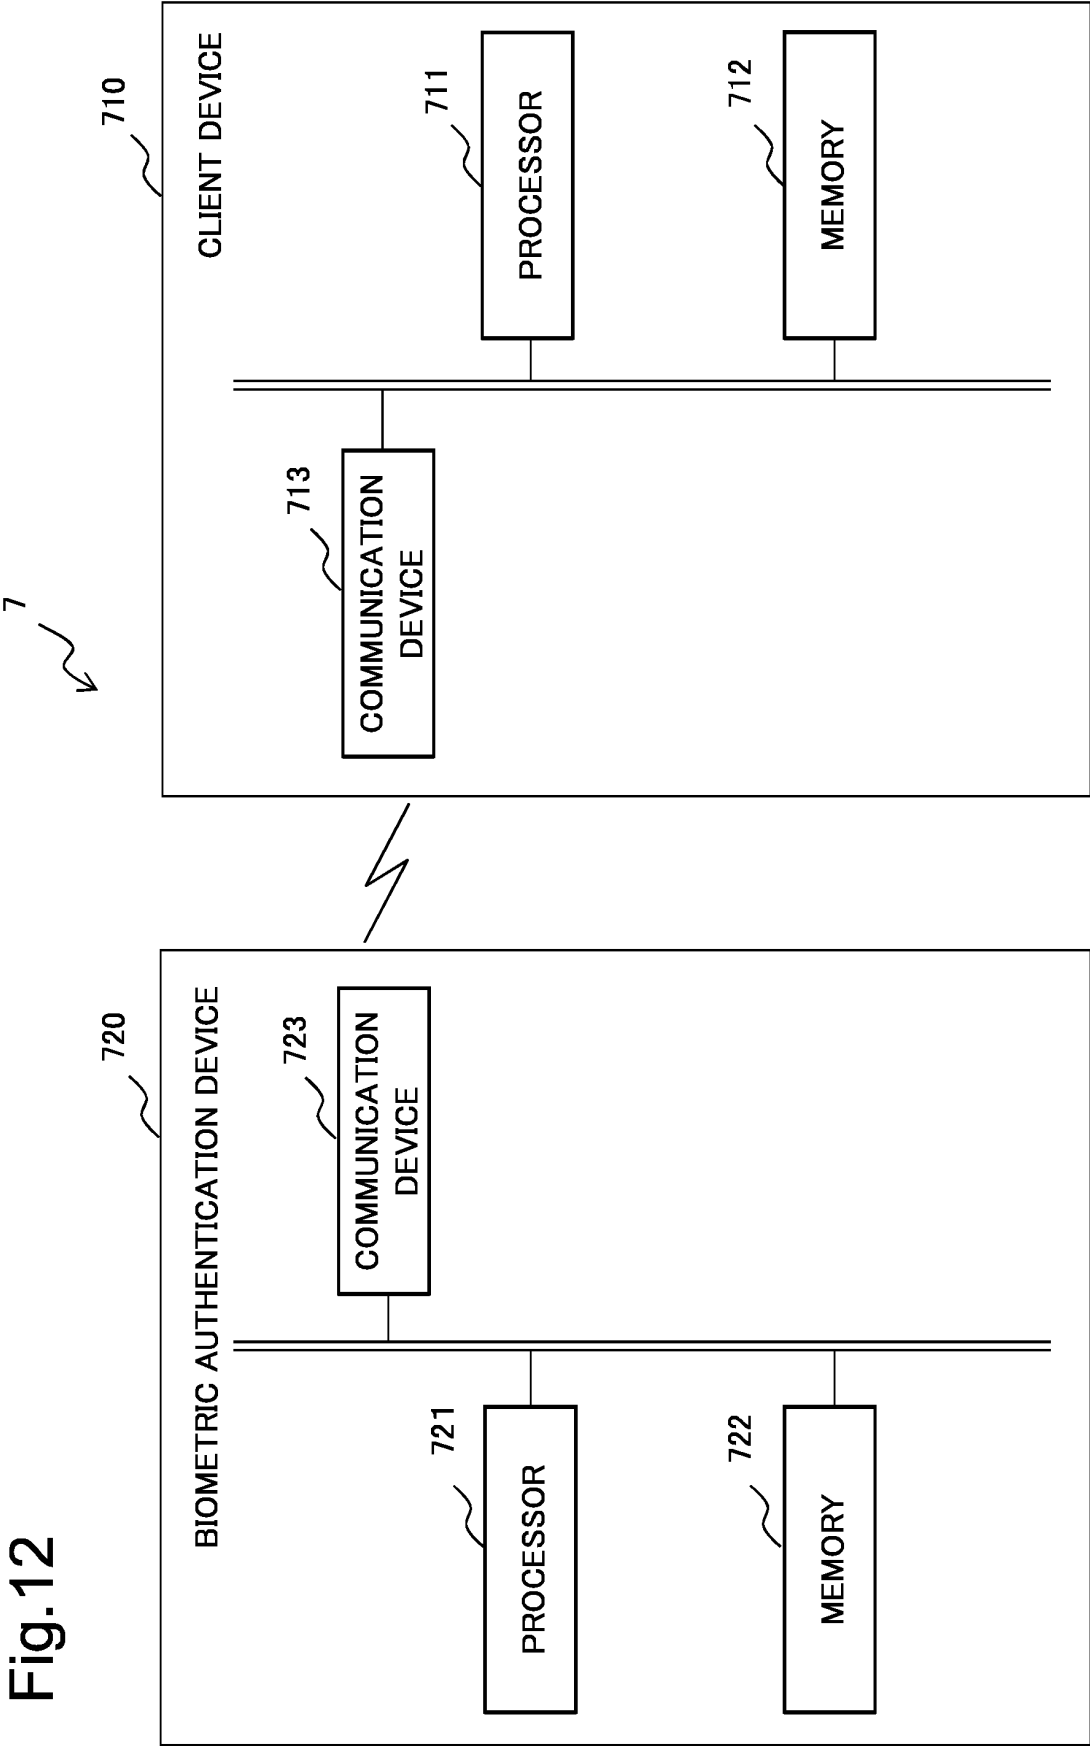 Fig.12
7
720
BIOMETRIC AUTHENTICATION DEVICE
723
COMMUNICATION
DEVICE
721
PROCESSOR
722
MEMORY
710
CLIENT DEVICE
713
COMMUNICATION
DEVICE
711
PROCESSOR
712
MEMORY